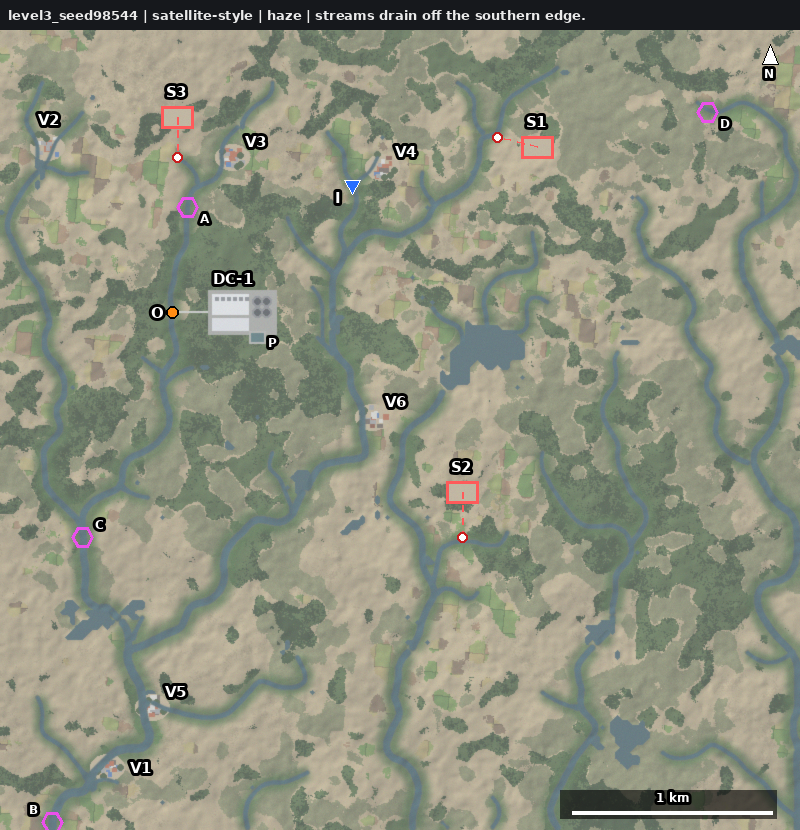 level3_seed98544 | satellite-style | haze | streams drain off the southern edge.
N
S3
V2
S1
D
V3
V4
I
A
DC-1
O
P
V6
S2
C
V5
V1
1 km
B